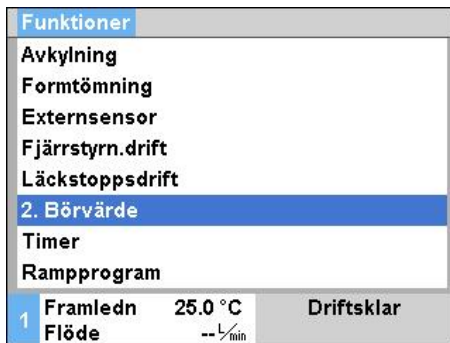 Funktioner
Avkylning
Formtömning
Externsensor
Fjärrstyrn.drift
Läckstoppsdrift
2. Börvärde
Timer
Rampprogram
1 Framledn 25.0 °C Driftsklar
Flöde -- L/min